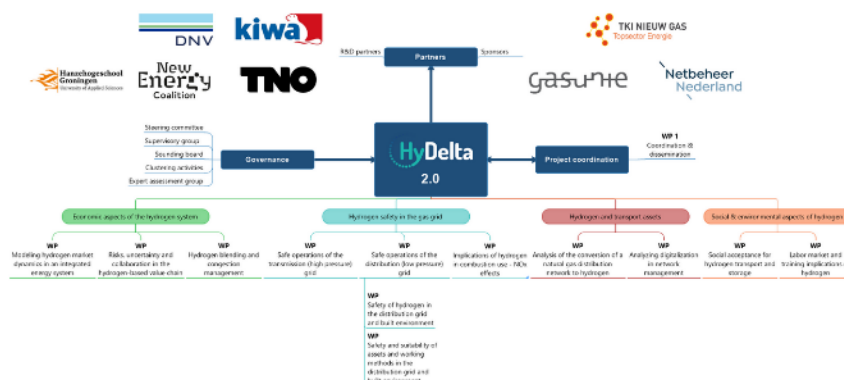 DNV
kiwa
TKI NIEUW GAS
Topsector Energie
R&D partners
Partners
Sponsors
Hanzehogeschool
Groningen
University of Applied Sciences
New
Energy
Coalition
TNO
gasunie
Netbeheer
Nederland
Steering committee
Supervisory group
Sounding board
Clustering activities
Expert assessment group
Governance
HyDelta
2.0
Project coordination
WP 1
Coordination &
dissemination
Economic aspects of the hydrogen system
Hydrogen safety in the gas grid
Hydrogen and transport assets
Social & environmental aspects of hydrogen
WP
Modeling hydrogen market
dynamics in an integrated
energy system
WP
Risks, uncertainty and
collaboration in the
hydrogen-based value chain
WP
Hydrogen blending and
congestion
management
WP
Safe operations of the
transmission (high pressure)
grid
WP
Safe operations of the
distribution (low pressure)
grid
WP
Implications of hydrogen
in combustion use - NOx
effects
WP
Analysis of the conversion of a
natural gas distribution
network to hydrogen
WP
Analyzing digitalization
in network
management
WP
Social acceptance for
hydrogen transport and
storage
WP
Labor market and
training implications
hydrogen
WP
Safety of hydrogen in
the distribution grid
and built environment
WP
Safety and suitability of
assets and working
methods in the
distribution grid and